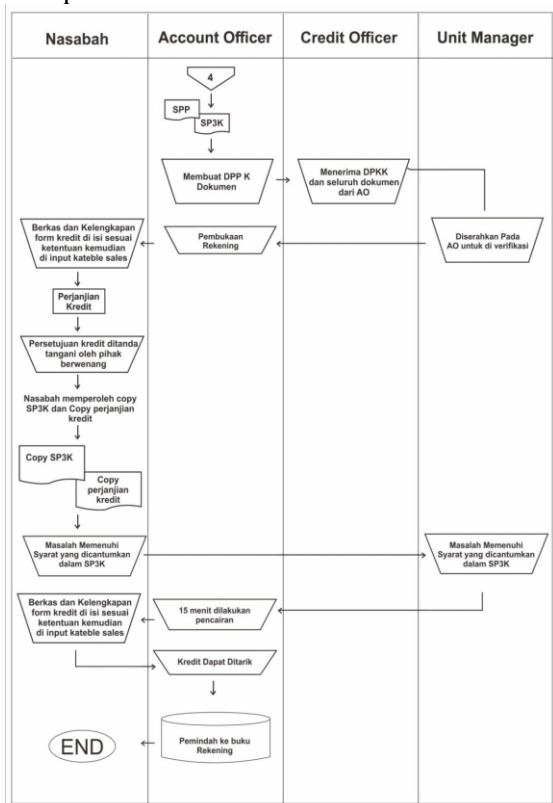 Nasabah
Account Officer
Credit Officer
Unit Manager
4
SPP
SP3K
Membuat DPP K
Dokumen
Menerima DPKK
dan seluruh dokumen
dari AO
Diserahkan Pada
AO untuk di verifikasi
Pembukaan
Rekening
Berkas dan Kelengkapan
form kredit di isi sesuai
ketentuan kemudian
di input kateble sales
Perjanjian
Kredit
Persetujuan kredit ditanda
tangani oleh pihak
berwenang
Nasabah memperoleh copy
SP3K dan Copy perjanjian
kredit
Copy SP3K
Copy
perjanjian
kredit
Masalah Memenuhi
Syarat yang dicantumkan
dalam SP3K
Masalah Memenuhi
Syarat yang dicantumkan
dalam SP3K
15 menit dilakukan
pencairan
Berkas dan Kelengkapan
form kredit di isi sesuai
ketentuan kemudian
di input kateble sales
Kredit Dapat Ditarik
Pemindah ke buku
Rekening
END